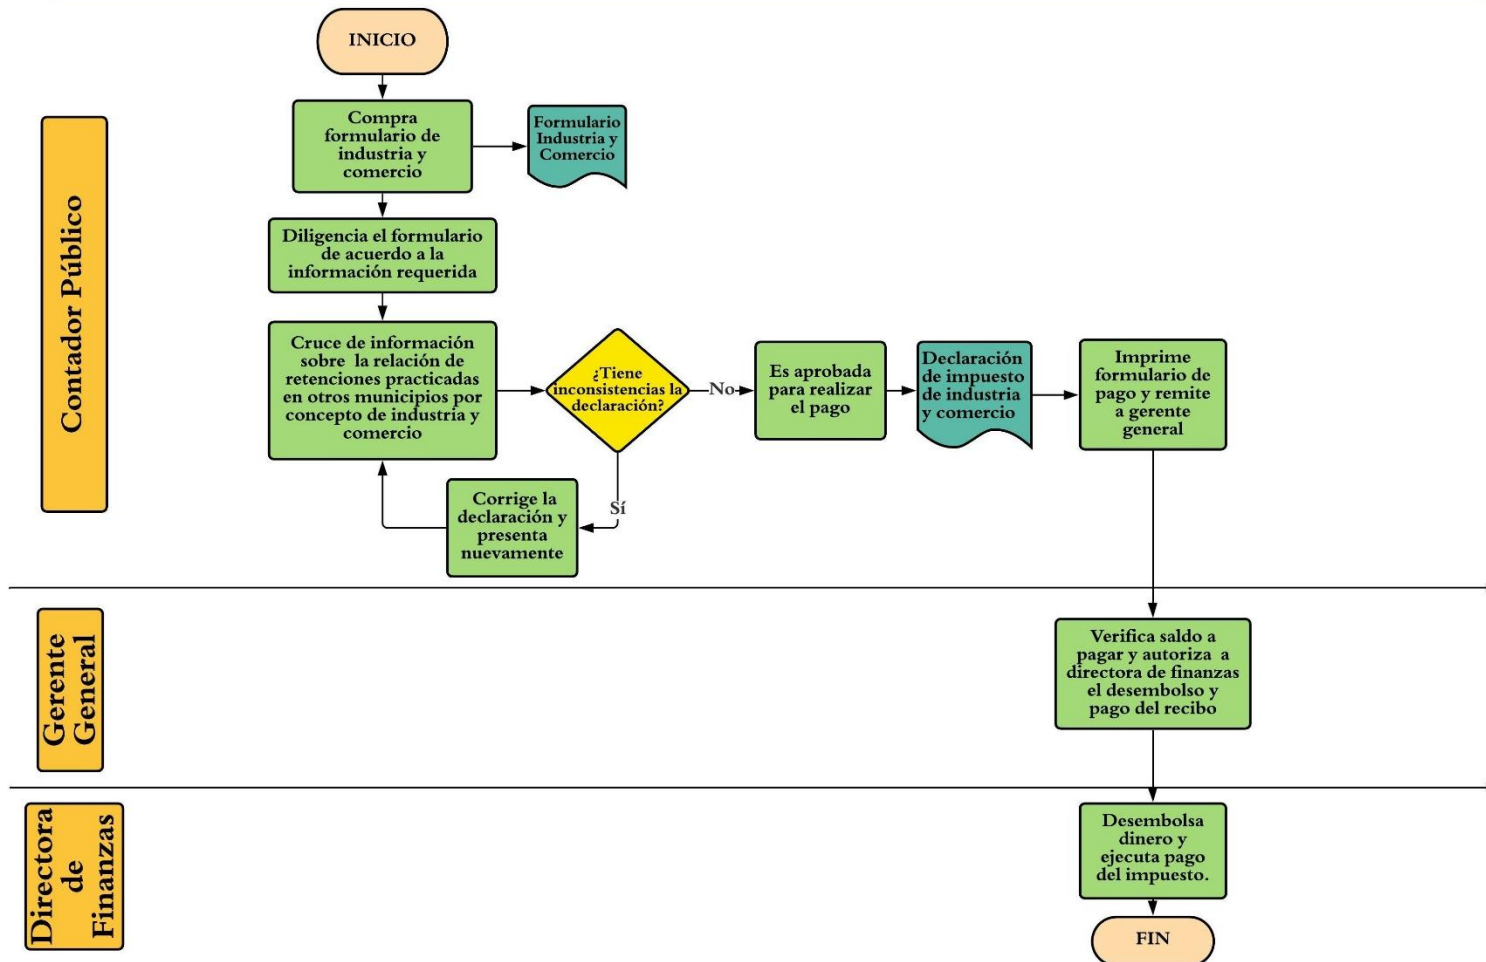 INICIO
Contador Público
Compra
formulario de
industria y
comercio
Formulario
Industria y
Comercio
Diligencia el formulario
de acuerdo a la
información requerida
Cruce de información
sobre la relación de
retenciones practicadas
en otros municipios por
concepto de industria y
comercio
¿Tiene
inconsistencias la
declaración?
No
Es aprobada
para realizar
el pago
Declaración
de impuesto
de industria
y comercio
Imprime
formulario de
pago y remite
a gerente
general
Sí
Corrige la
declaración y
presenta
nuevamente
Gerente
General
Verifica saldo a
pagar y autoriza a
directora de finanzas
el desembolso y
pago del recibo
Directora
de
Finanzas
Desembolsa
dinero y
ejecuta pago
del impuesto.
FIN